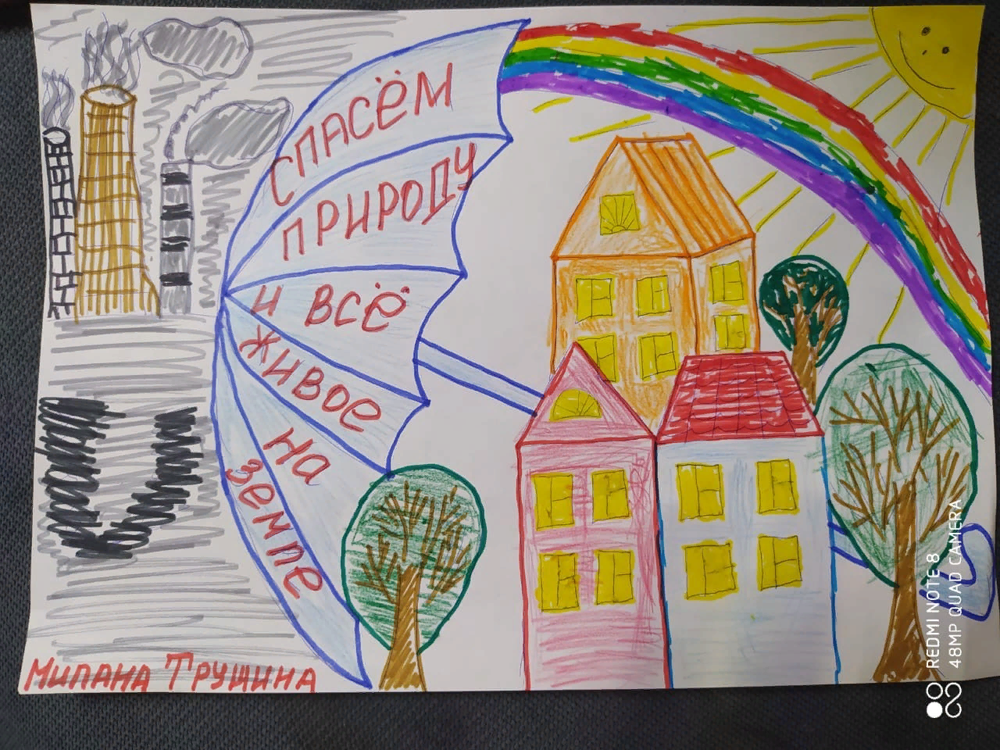 СПАСЁМ
ПРИРОДУ
И ВСЁ
ЖИВОЕ
НА
ЗЕМЛЕ
МИЛАНА ТРУШИНА
REDMI NOTE 8
48MP QUAD CAMERA